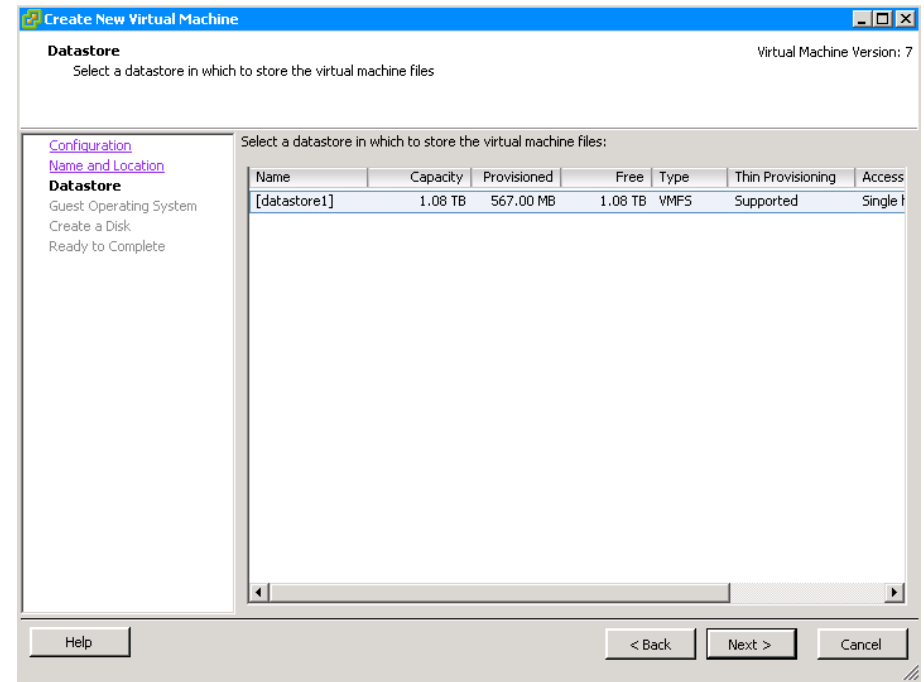 Create New Virtual Machine
Datastore
Virtual Machine Version: 7
Select a datastore in which to store the virtual machine files
Configuration
Name and Location
Datastore
Guest Operating System
Create a Disk
Ready to Complete
Select a datastore in which to store the virtual machine files:
Name Capacity Provisioned Free Type Thin Provisioning Access
[datastore1] 1.08 TB 567.00 MB 1.08 TB VMFS Supported Single h
Help
< Back
Next >
Cancel